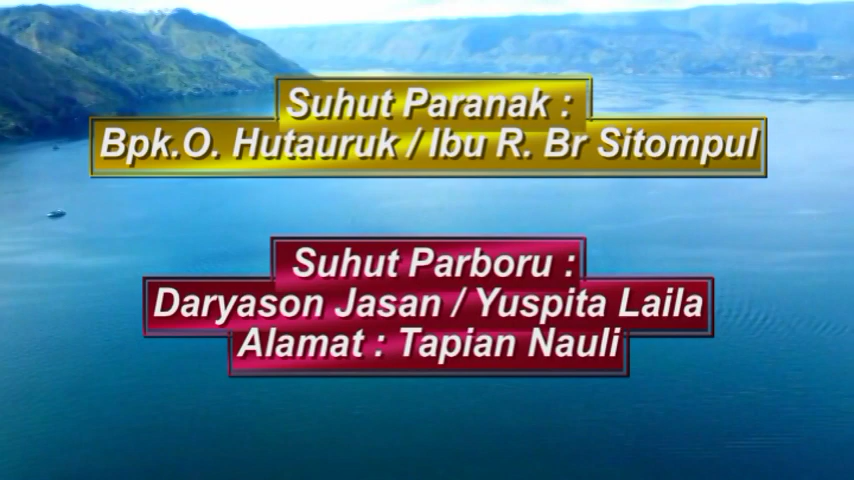 Suhut Paranak :
Bpk.O. Hutauruk / Ibu R. Br Sitompul
Suhut Parboru :
Daryason Jasan / Yuspita Laila
Alamat : Tapian Nauli